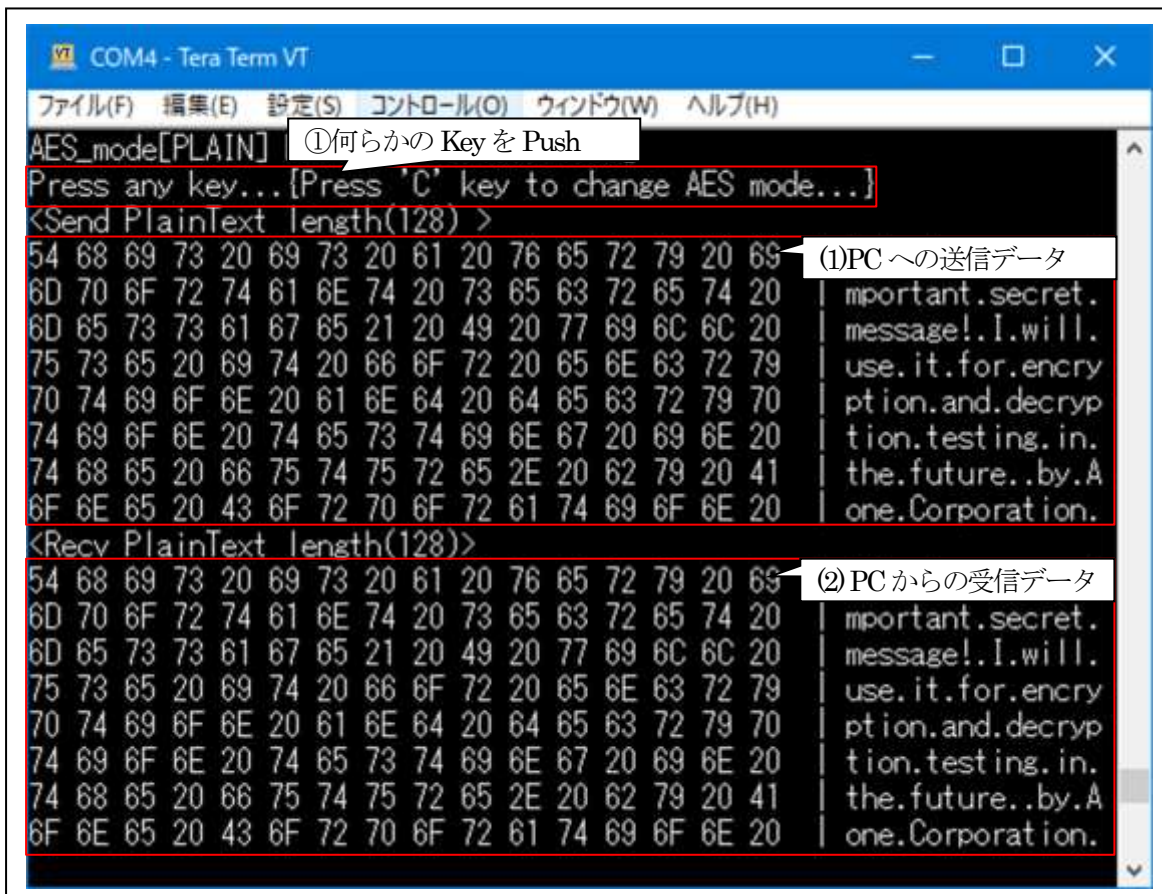 COM4 - Tera Term VT
ファイル(F) 編集(E) 設定(S) コントロール(O) ウィンドウ(W) ヘルプ(H)
AES_mode[PLAIN]
①何らかの Key を Push
Press any key...{Press 'C' key to change AES mode...}
<Send PlainText length(128) >
54 68 69 73 20 69 73 20 61 20 76 65 72 79 20 69
(1)PC への送信データ
6D 70 6F 72 74 61 6E 74 20 73 65 63 72 65 74 20 | mportant.secret.
6D 65 73 73 61 67 65 21 20 49 20 77 69 6C 6C 20 | message!.I.will.
75 73 65 20 69 74 20 66 6F 72 20 65 6E 63 72 79 | use.it.for.encry
70 74 69 6F 6E 20 61 6E 64 20 64 65 63 72 79 70 | ption.and.decryp
74 69 6F 6E 20 74 65 73 74 69 6E 67 20 69 6E 20 | tion.testing.in.
74 68 65 20 66 75 74 75 72 65 2E 20 62 79 20 41 | the.future..by.A
6F 6E 65 20 43 6F 72 70 6F 72 61 74 69 6F 6E 20 | one.Corporation.
<Recv PlainText length(128)>
54 68 69 73 20 69 73 20 61 20 76 65 72 79 20 69
(2) PC からの受信データ
6D 70 6F 72 74 61 6E 74 20 73 65 63 72 65 74 20 | mportant.secret.
6D 65 73 73 61 67 65 21 20 49 20 77 69 6C 6C 20 | message!.I.will.
75 73 65 20 69 74 20 66 6F 72 20 65 6E 63 72 79 | use.it.for.encry
70 74 69 6F 6E 20 61 6E 64 20 64 65 63 72 79 70 | ption.and.decryp
74 69 6F 6E 20 74 65 73 74 69 6E 67 20 69 6E 20 | tion.testing.in.
74 68 65 20 66 75 74 75 72 65 2E 20 62 79 20 41 | the.future..by.A
6F 6E 65 20 43 6F 72 70 6F 72 61 74 69 6F 6E 20 | one.Corporation.